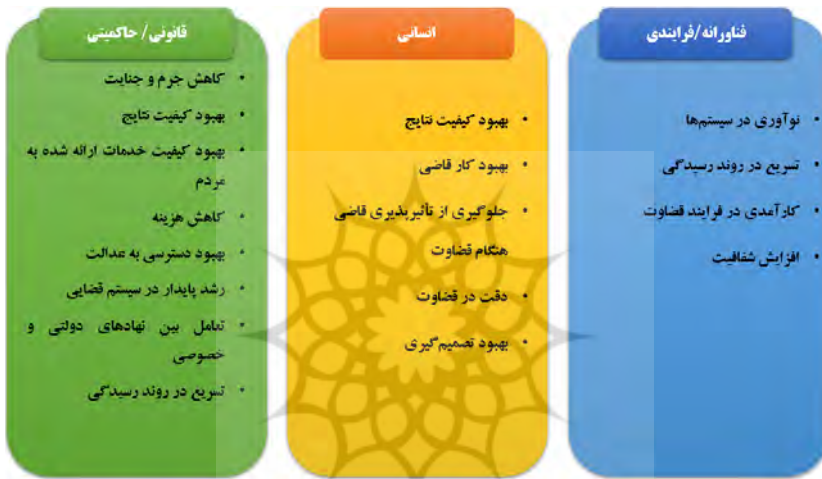 فناورانه/فرایندی
• نوآوری در سیستم‌ها
• تسریع در روند رسیدگی
• کارآمدی در فرایند قضاوت
• افزایش شفافیت
انسانی
• بهبود کیفیت نتایج
• بهبود کار قاضی
• جلوگیری از تأثیرپذیری قاضی
هنگام قضاوت
• دقت در قضاوت
• بهبود تصمیم‌گیری
قانونی/ حاکمیتی
• کاهش جرم و جنایت
• بهبود کیفیت نتایج
• بهبود کیفیت خدمات ارائه شده به
مردم
• کاهش هزینه
• بهبود دسترسی به عدالت
• رشد پایدار در سیستم قضایی
• تعامل بین نهادهای دولتی و
خصوصی
• تسریع در روند رسیدگی